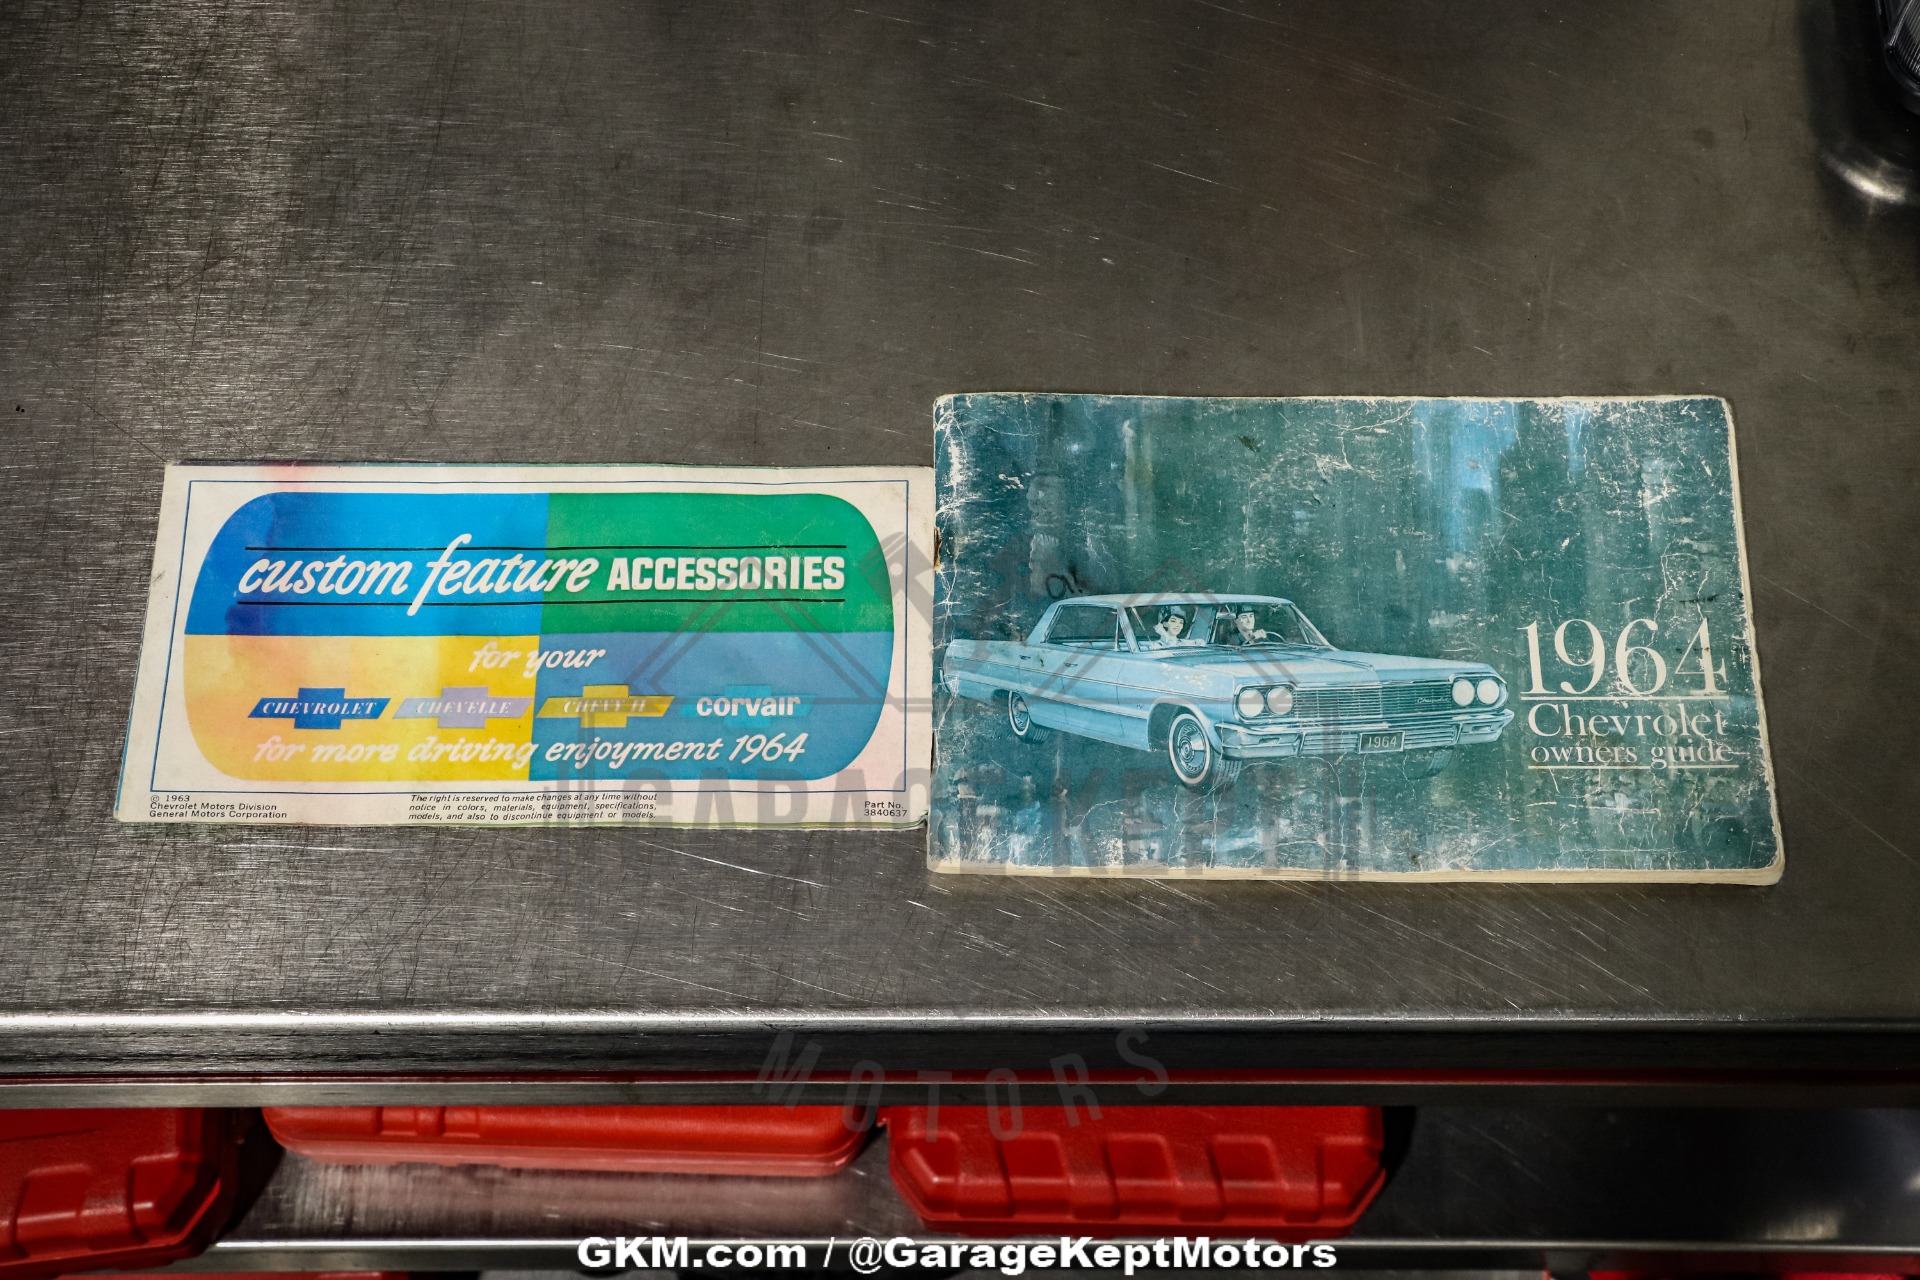 custom feature ACCESSORIES
for your
CHEVROLET CHEVELLE CHEVY II corvair
for more driving enjoyment 1964
© 1963
Chevrolet Motors Division
General Motors Corporation
The right is reserved to make changes at any time without
notice in colors, materials, equipment, specifications,
models, and also to discontinue equipment or models.
Part No.
3840637
1964
Chevrolet
owners guide
1964
GARAGE KEPT
MOTORS
GKM.com / @GarageKeptMotors